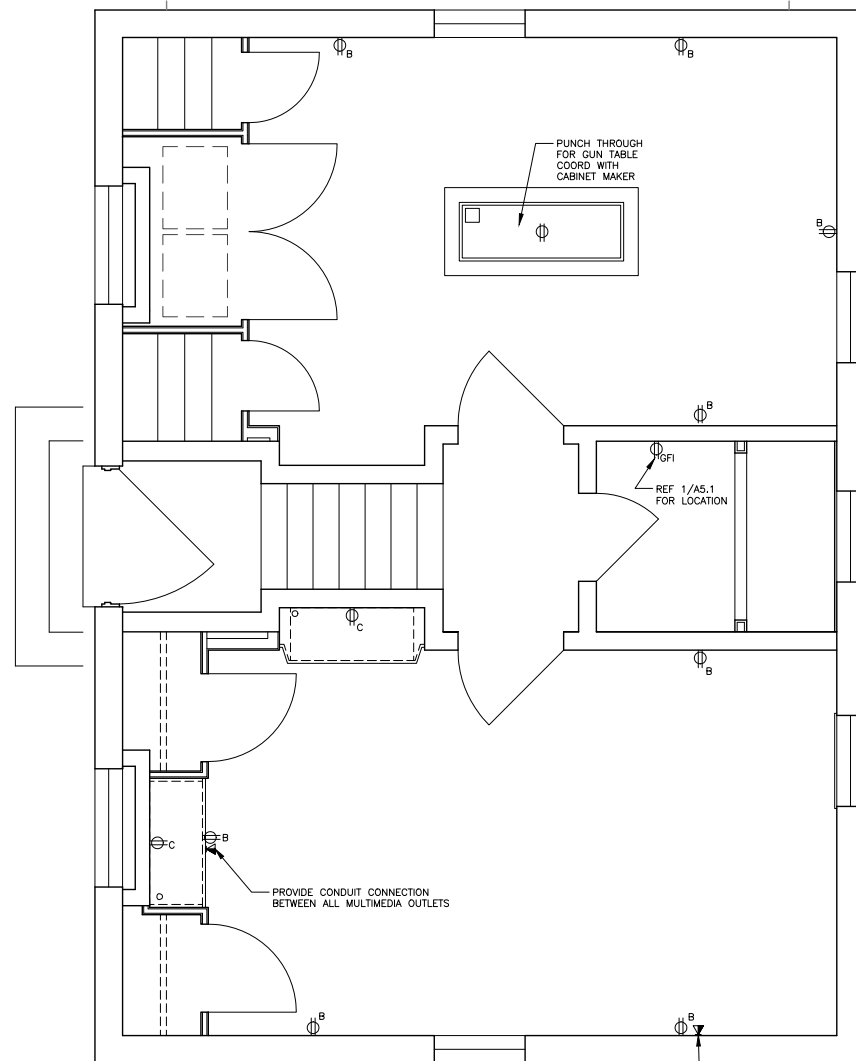 B
B
PUNCH THROUGH
FOR GUN TABLE
COORD WITH
CABINET MAKER
B
B
GFI
REF 1/A5.1
FOR LOCATION
C
B
C
B
PROVIDE CONDUIT CONNECTION
BETWEEN ALL MULTIMEDIA OUTLETS
B
B